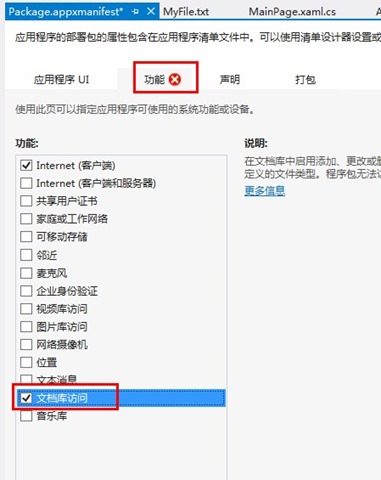 Package.appxmanifest* MyFile.txt MainPage.xaml.cs
应用程序的部署包的属性包含在应用程序清单文件中。可以使用清单设计器设置或
应用程序 UI 功能 声明 打包
使用此页可以指定应用程序可使用的系统功能或设备。
功能: 说明:
Internet (客户端)
在文档库中启用添加、更改或
Internet (客户端和服务器)
定义的文件类型。程序包无法访
共享用户证书
更多信息
家庭或工作网络
可移动存储
邻近
麦克风
企业身份验证
视频库访问
图片库访问
网络摄像机
位置
文本消息
文档库访问
音乐库